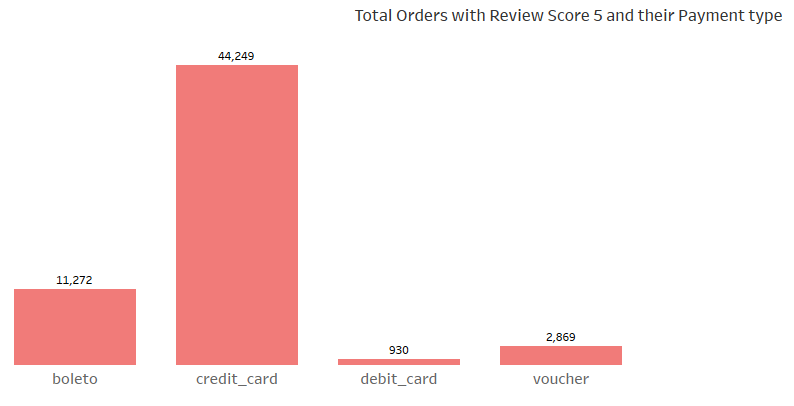 Total Orders with Review Score 5 and their Payment type
44,249
11,272
2,869
930
boleto credit_card debit_card voucher